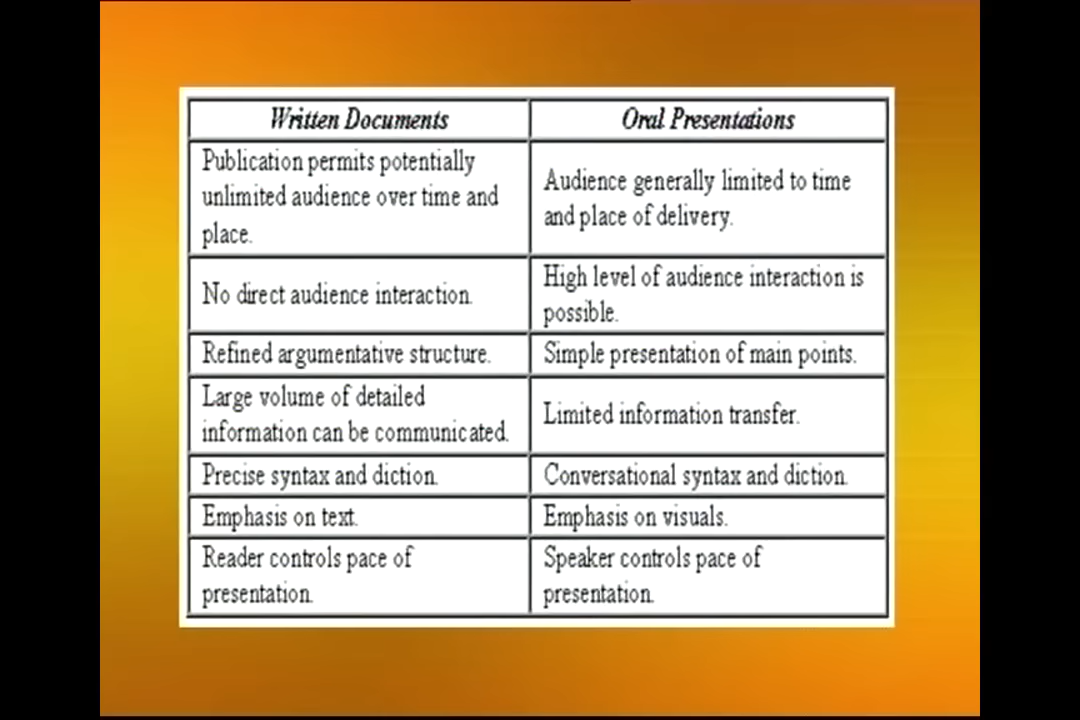 Written Documents
Oral Presentations
Publication permits potentially
unlimited audience over time and
place.
Audience generally limited to time
and place of delivery.
No direct audience interaction.
High level of audience interaction is
possible.
Refined argumentative structure.
Simple presentation of main points.
Large volume of detailed
information can be communicated.
Limited information transfer.
Precise syntax and diction.
Conversational syntax and diction.
Emphasis on text.
Emphasis on visuals.
Reader controls pace of
presentation.
Speaker controls pace of
presentation.